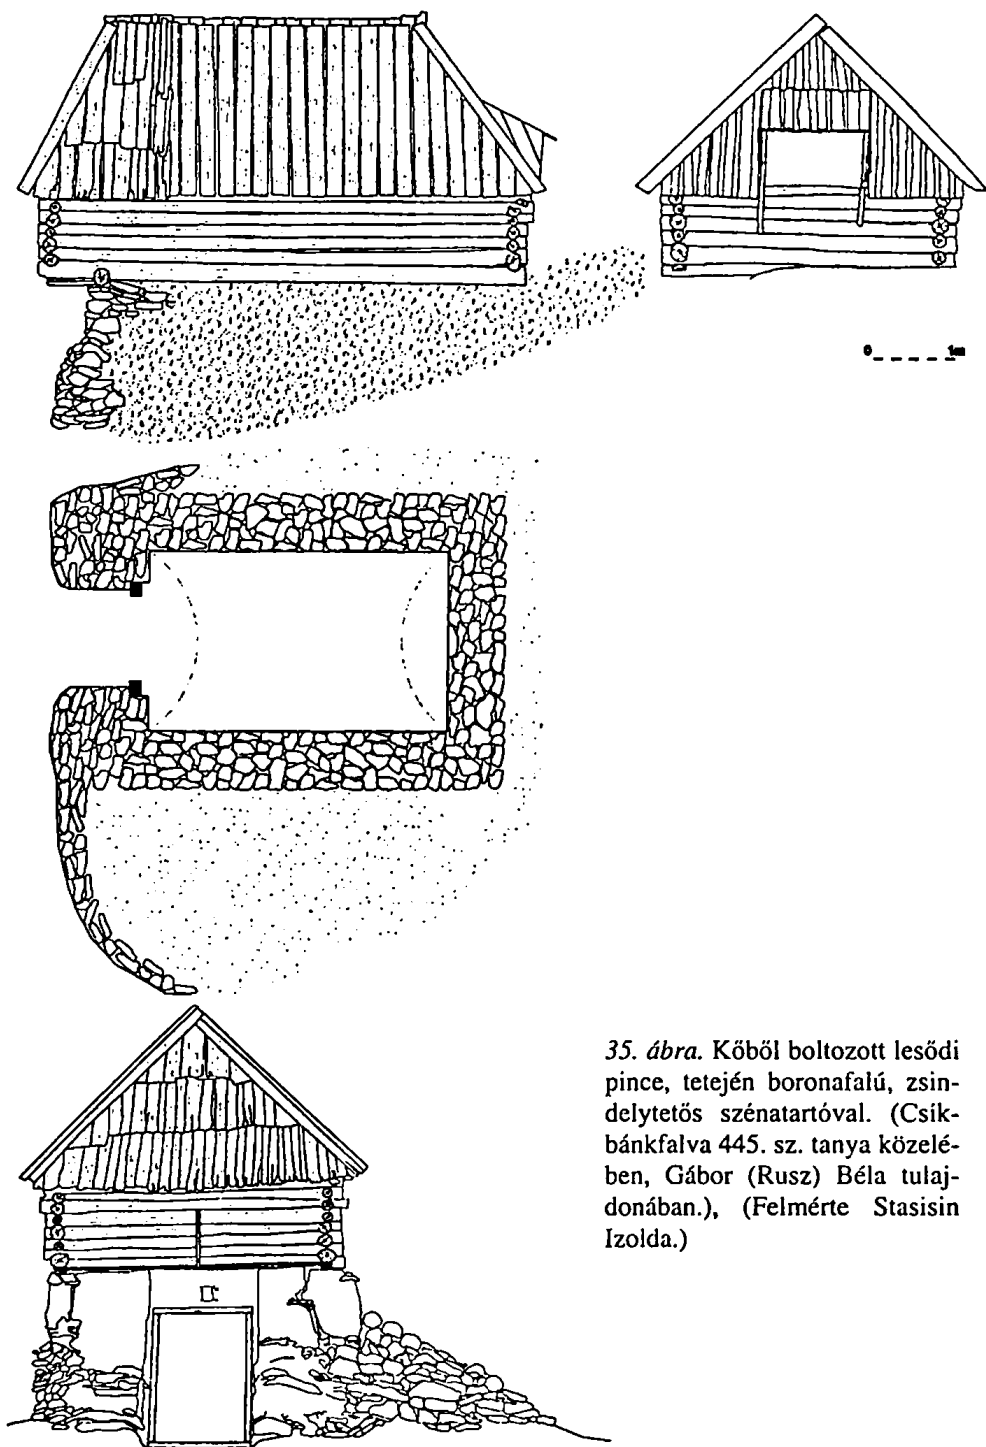 0 1m
35. ábra. Kőből boltozott lesődi
pince, tetején boronafalú, zsin-
delytetős szénatartóval. (Csík-
bánkfalva 445. sz. tanya közelé-
ben, Gábor (Rusz) Béla tulaj-
donában.), (Felmérte Stasisin
Izolda.)